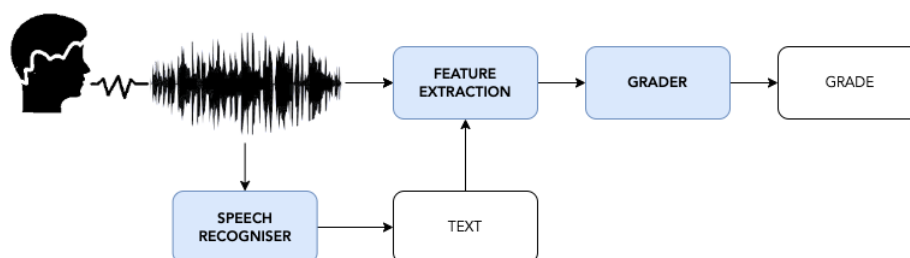 FEATURE
EXTRACTION
GRADER
GRADE
SPEECH
RECOGNISER
TEXT